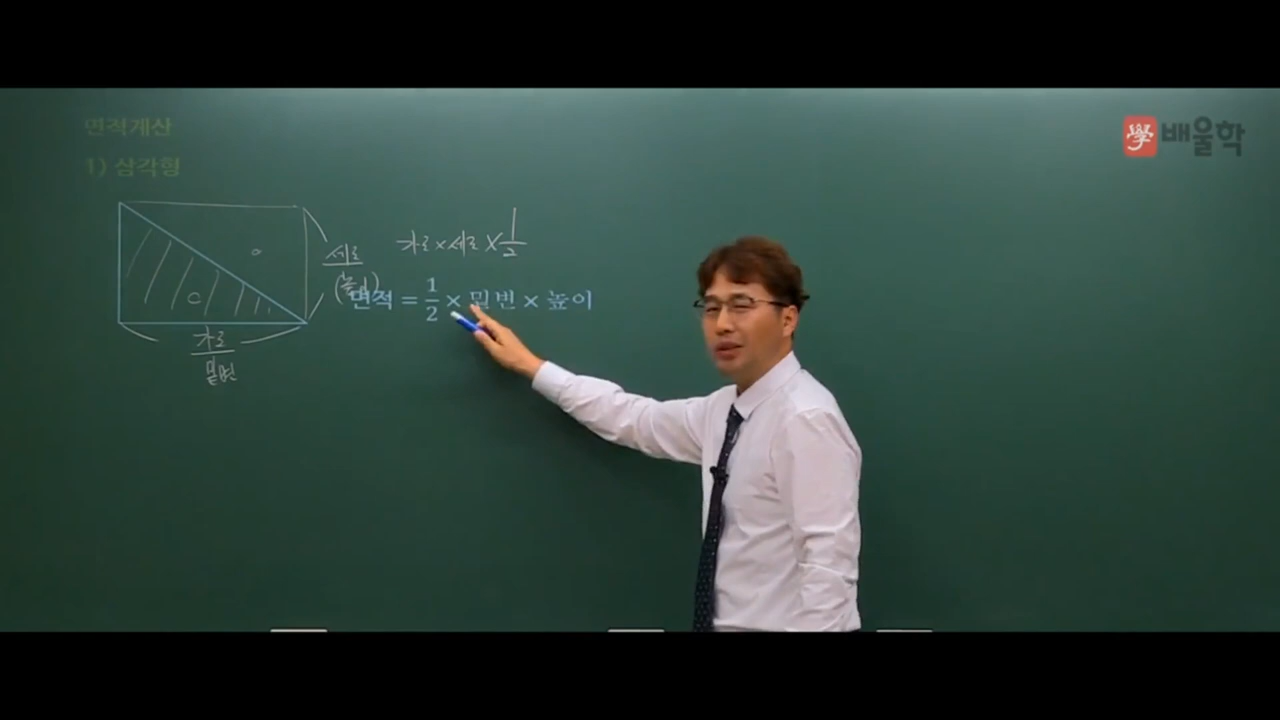 면적계산
1) 삼각형
學 배울학
가로×세로×1/2
세로
(높이)
면적 = 1/2 × 밑변 × 높이
가로
밑변